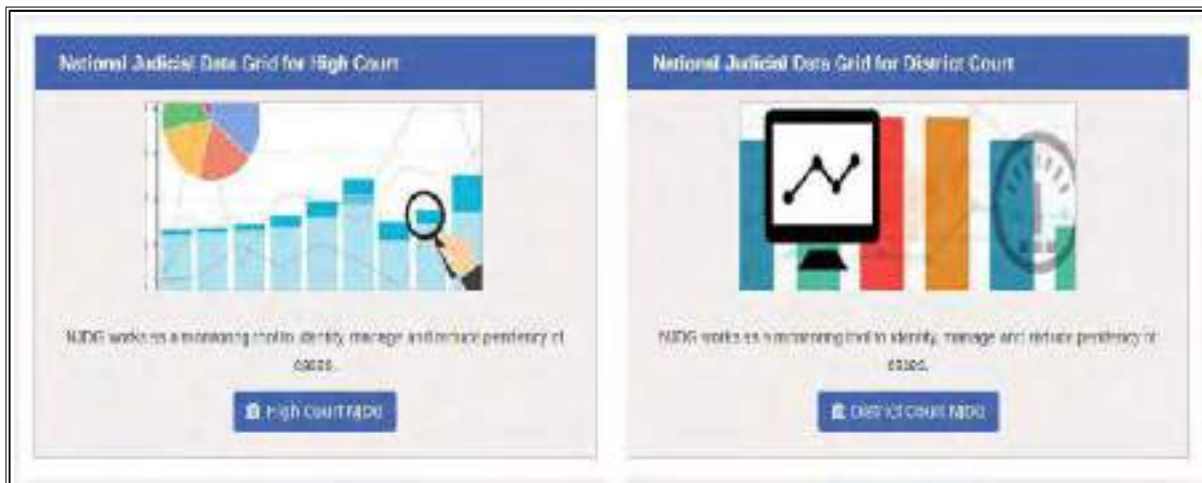 National Judicial Data Grid for High Court
NJDG works as a monitoring tool to identify, manage and reduce pendency of
cases.
High Court NJDG
National Judicial Data Grid for District Court
NJDG works as a monitoring tool to identify, manage and reduce pendency of
cases.
District Court NJDG